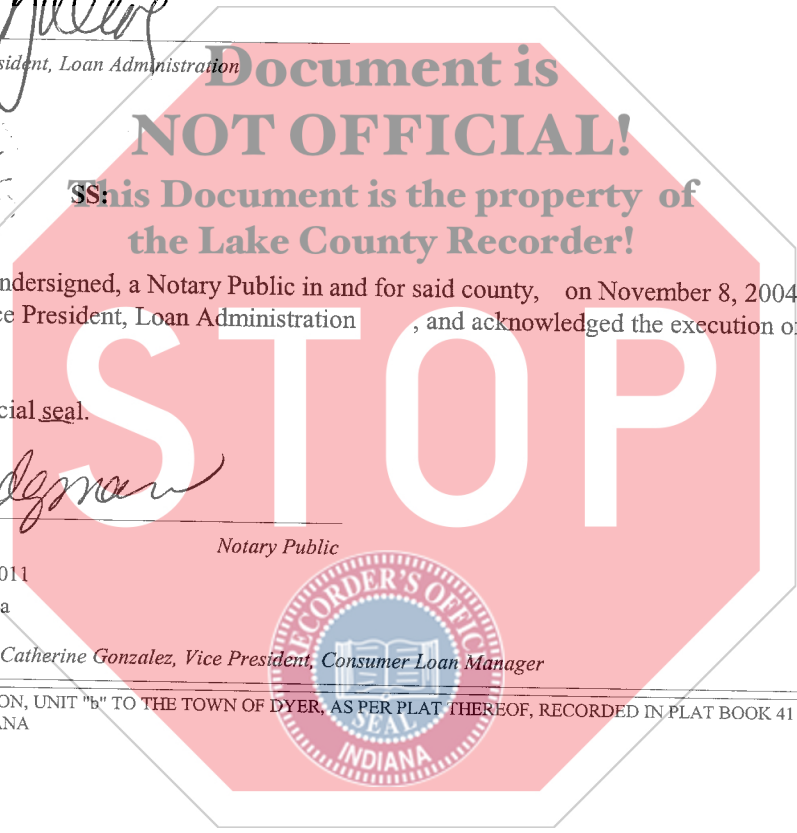 sident, Loan Administration
Document is
NOT OFFICIAL!
SS:
This Document is the property of
the Lake County Recorder!
ndersigned, a Notary Public in and for said county, on November 8, 2004
ce President, Loan Administration , and acknowledged the execution o
STOP
cial seal.
dgman
Notary Public
011
a
RECORDER'S OFFICE
Catherine Gonzalez, Vice President, Consumer Loan Manager
ON, UNIT "b" TO THE TOWN OF DYER, AS PER PLAT THEREOF, RECORDED IN PLAT BOOK 41
ANA
SEAL
INDIANA